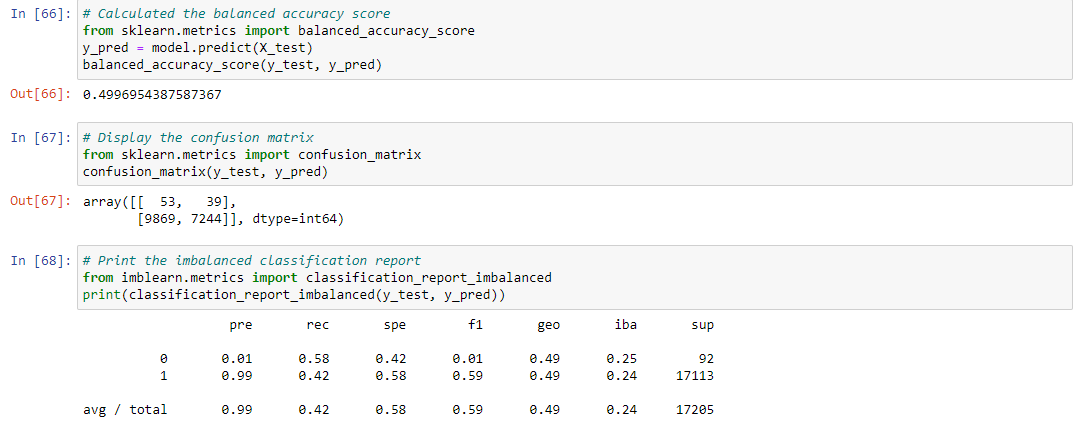 In [66]: # Calculated the balanced accuracy score
from sklearn.metrics import balanced_accuracy_score
y_pred = model.predict(X_test)
balanced_accuracy_score(y_test, y_pred)
Out[66]: 0.4996954387587367
In [67]: # Display the confusion matrix
from sklearn.metrics import confusion_matrix
confusion_matrix(y_test, y_pred)
Out[67]: array([[  53,   39],
       [9869, 7244]], dtype=int64)
In [68]: # Print the imbalanced classification report
from imblearn.metrics import classification_report_imbalanced
print(classification_report_imbalanced(y_test, y_pred))
pre rec spe f1 geo iba sup
0 0.01 0.58 0.42 0.01 0.49 0.25 92
1 0.99 0.42 0.58 0.59 0.49 0.24 17113
avg / total 0.99 0.42 0.58 0.59 0.49 0.24 17205